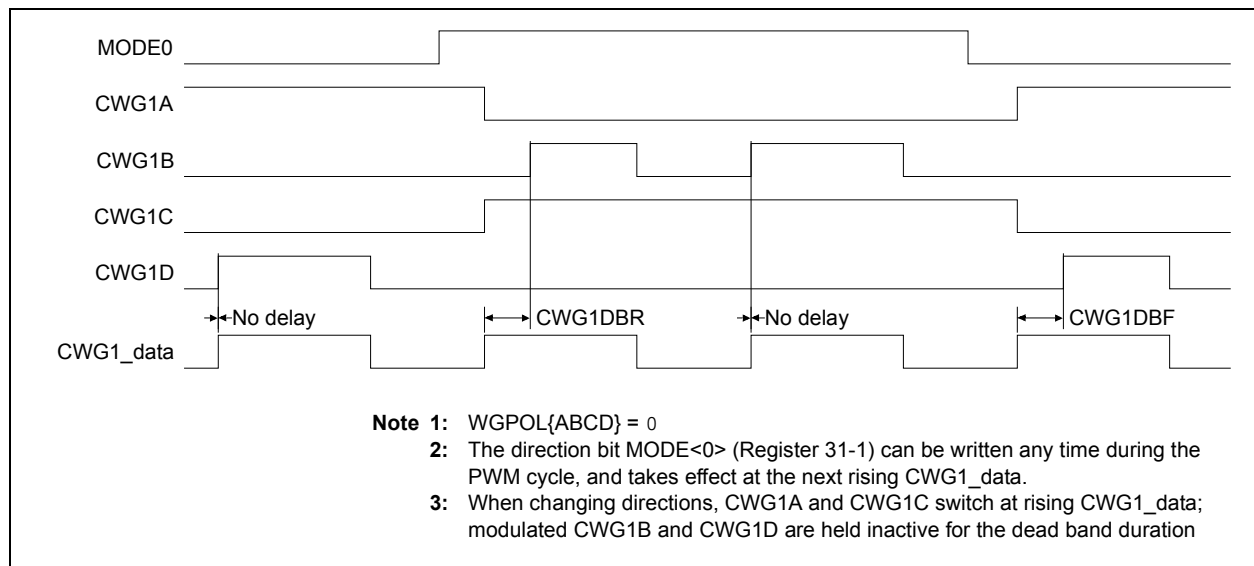 MODE0
CWG1A
CWG1B
CWG1C
CWG1D
No delay CWG1DBR No delay CWG1DBF
CWG1_data
Note 1: WGPOL{ABCD} = 0
2: The direction bit MODE<0> (Register 31-1) can be written any time during the
PWM cycle, and takes effect at the next rising CWG1_data.
3: When changing directions, CWG1A and CWG1C switch at rising CWG1_data;
modulated CWG1B and CWG1D are held inactive for the dead band duration